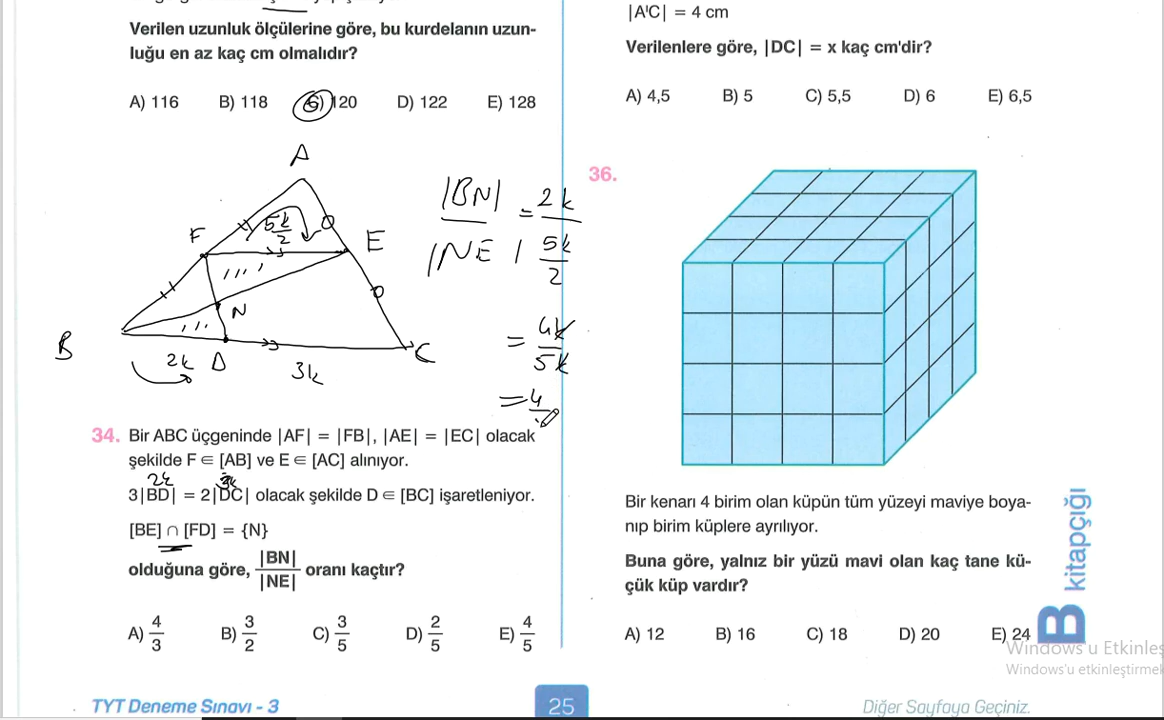 Verilen uzunluk ölçülerine göre, bu kurdelanın uzun-
luğu en az kaç cm olmalıdır?
A) 116 B) 118 C) 120 D) 122 E) 128
A
F
E
5k/2
N
B
2k
D
3k
C
|BN|/|NE| = 2k/(5k/2)
= 4k/5k
= 4/
34. Bir ABC üçgeninde |AF| = |FB|, |AE| = |EC| olacak
şekilde F ∈ [AB] ve E ∈ [AC] alınıyor.
2k 3k
3|BD| = 2|DC| olacak şekilde D ∈ [BC] işaretleniyor.
[BE] ∩ [FD] = {N}
olduğuna göre, |BN|/|NE| oranı kaçtır?
A) 4/3 B) 3/2 C) 3/5 D) 2/5 E) 4/5
|A'C| = 4 cm
Verilenlere göre, |DC| = x kaç cm'dir?
A) 4,5 B) 5 C) 5,5 D) 6 E) 6,5
36.
Bir kenarı 4 birim olan küpün tüm yüzeyi maviye boya-
nıp birim küplere ayrılıyor.
Buna göre, yalnız bir yüzü mavi olan kaç tane kü-
çük küp vardır?
A) 12 B) 16 C) 18 D) 20 E) 24
B kitapçığı
Windows'u Etkinleş
Windows'u etkinleştirmek
TYT Deneme Sınavı - 3
25
Diğer Sayfaya Geçiniz.